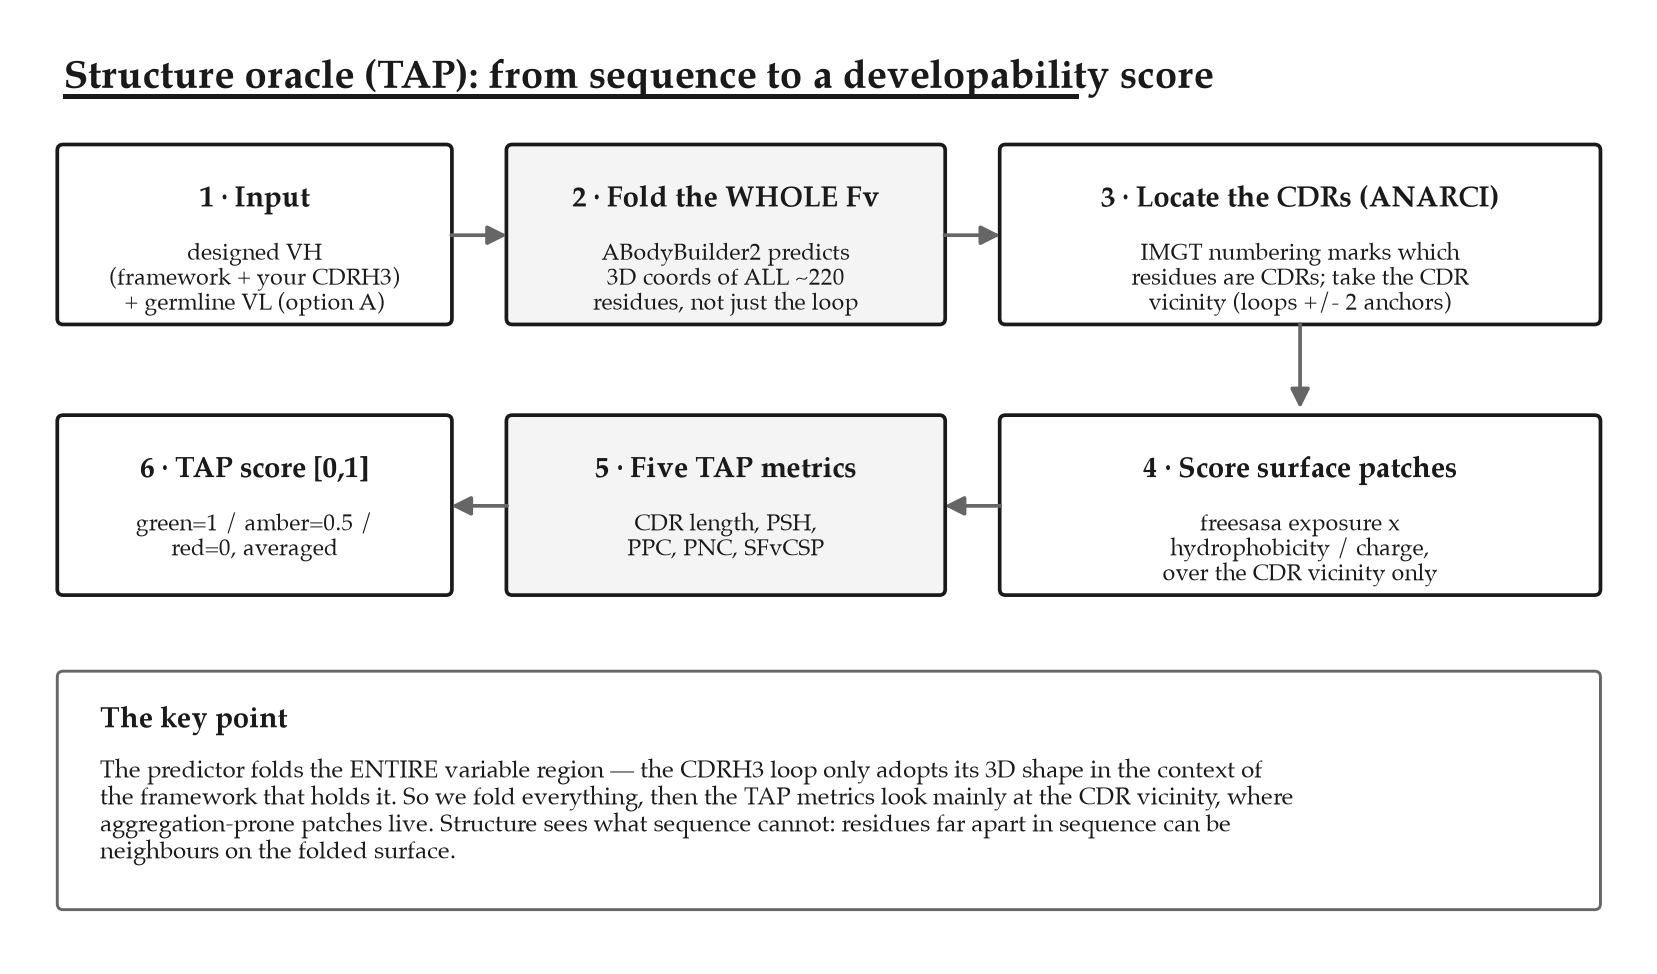 Structure oracle (TAP): from sequence to a developability score
1 · Input
designed VH
(framework + your CDRH3)
+ germline VL (option A)
2 · Fold the WHOLE Fv
ABodyBuilder2 predicts
3D coords of ALL ~220
residues, not just the loop
3 · Locate the CDRs (ANARCI)
IMGT numbering marks which
residues are CDRs; take the CDR
vicinity (loops +/- 2 anchors)
4 · Score surface patches
freesasa exposure x
hydrophobicity / charge,
over the CDR vicinity only
5 · Five TAP metrics
CDR length, PSH,
PPC, PNC, SFvCSP
6 · TAP score [0,1]
green=1 / amber=0.5 /
red=0, averaged
The key point
The predictor folds the ENTIRE variable region — the CDRH3 loop only adopts its 3D shape in the context of
the framework that holds it. So we fold everything, then the TAP metrics look mainly at the CDR vicinity, where
aggregation-prone patches live. Structure sees what sequence cannot: residues far apart in sequence can be
neighbours on the folded surface.